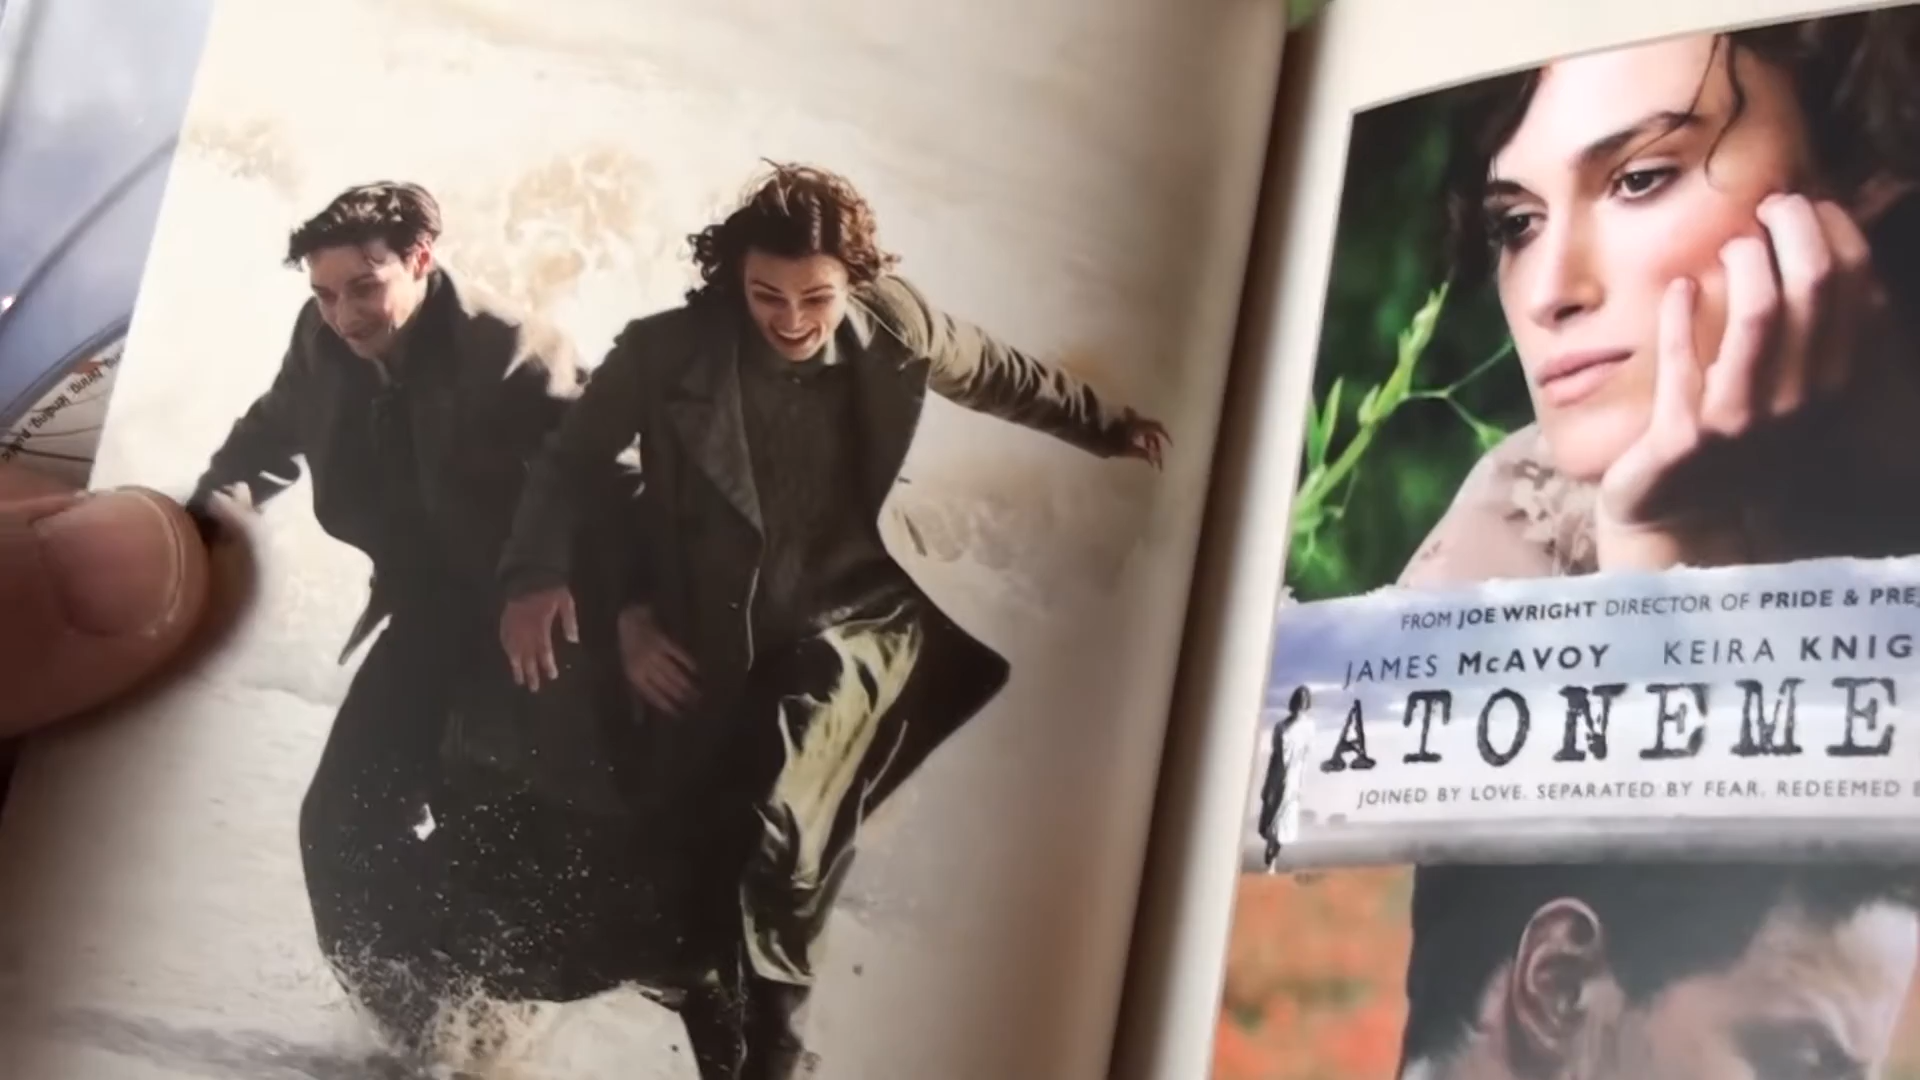 FROM JOE WRIGHT DIRECTOR OF PRIDE & PRE
JAMES McAVOY KEIRA KNIG
ATONEME
JOINED BY LOVE. SEPARATED BY FEAR. REDEEMED B